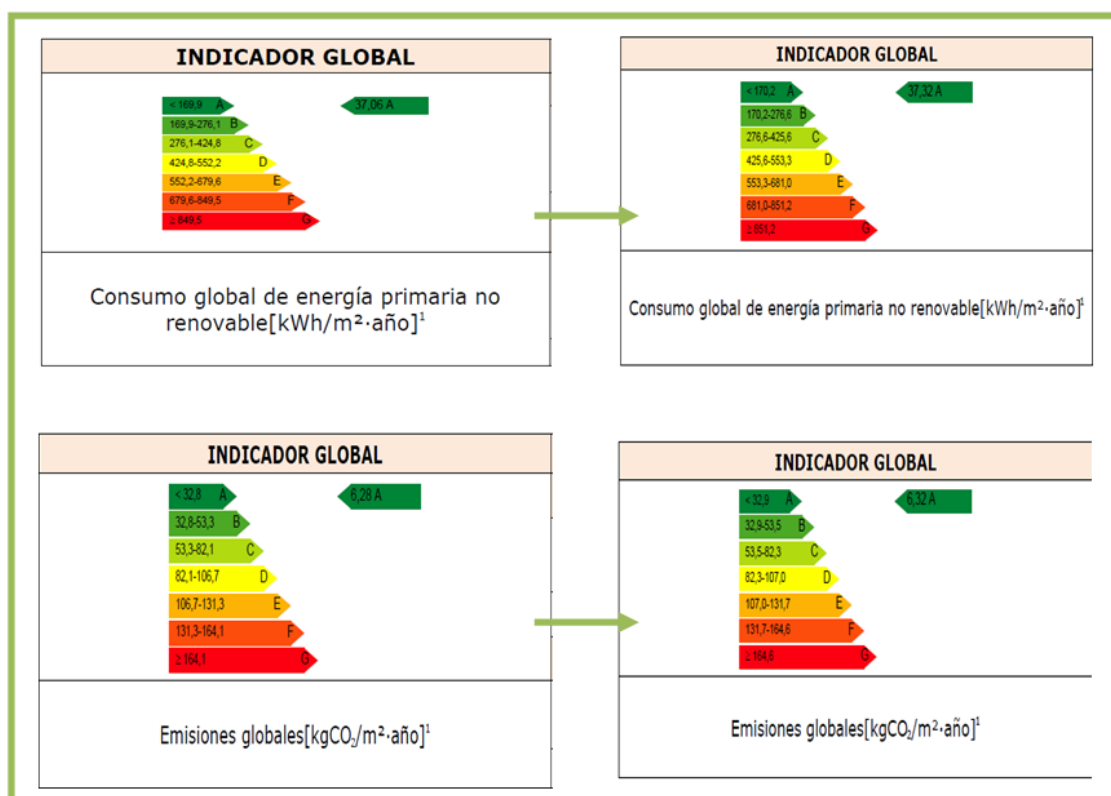 INDICADOR GLOBAL
< 169,9 A
37,06 A
169,9-276,1 B
276,1-424,8 C
424,8-552,2 D
552,2-679,6 E
679,6-849,5 F
≥ 849,5 G
Consumo global de energía primaria no
renovable[kWh/m²·año]¹
INDICADOR GLOBAL
< 170,2 A
37,32 A
170,2-276,6 B
276,6-425,6 C
425,6-553,3 D
553,3-681,0 E
681,0-851,2 F
≥ 851,2 G
Consumo global de energía primaria no renovable[kWh/m²·año]¹
INDICADOR GLOBAL
< 32,8 A
6,28 A
32,8-53,3 B
53,3-82,1 C
82,1-106,7 D
106,7-131,3 E
131,3-164,1 F
≥ 164,1 G
Emisiones globales[kgCO₂/m²·año]¹
INDICADOR GLOBAL
< 32,9 A
6,32 A
32,9-53,5 B
53,5-82,3 C
82,3-107,0 D
107,0-131,7 E
131,7-164,6 F
≥ 164,6 G
Emisiones globales[kgCO₂/m²·año]¹